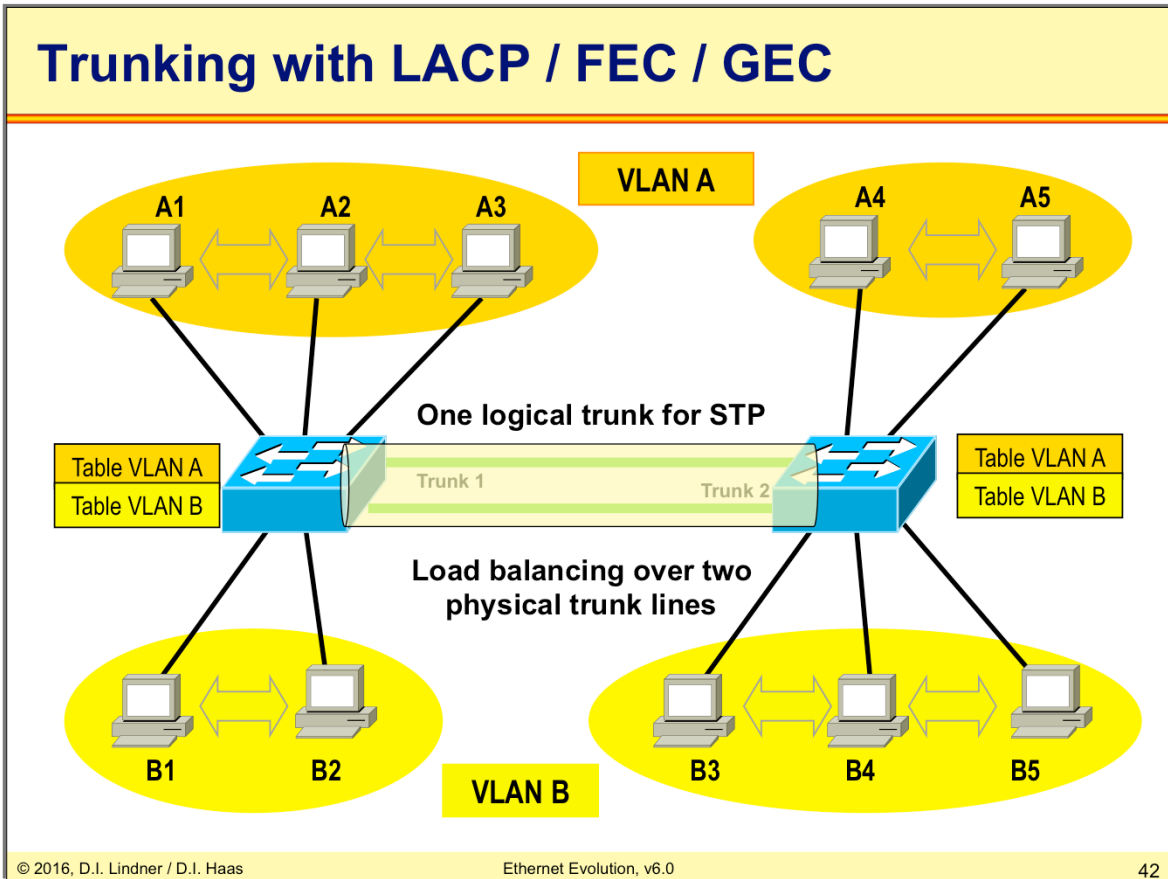 Trunking with LACP / FEC / GEC
VLAN A
A1
A2
A3
A4
A5
One logical trunk for STP
Table VLAN A
Table VLAN B
Trunk 1
Trunk 2
Table VLAN A
Table VLAN B
Load balancing over two
physical trunk lines
B1
B2
B3
B4
B5
VLAN B
© 2016, D.I. Lindner / D.I. Haas
Ethernet Evolution, v6.0
42